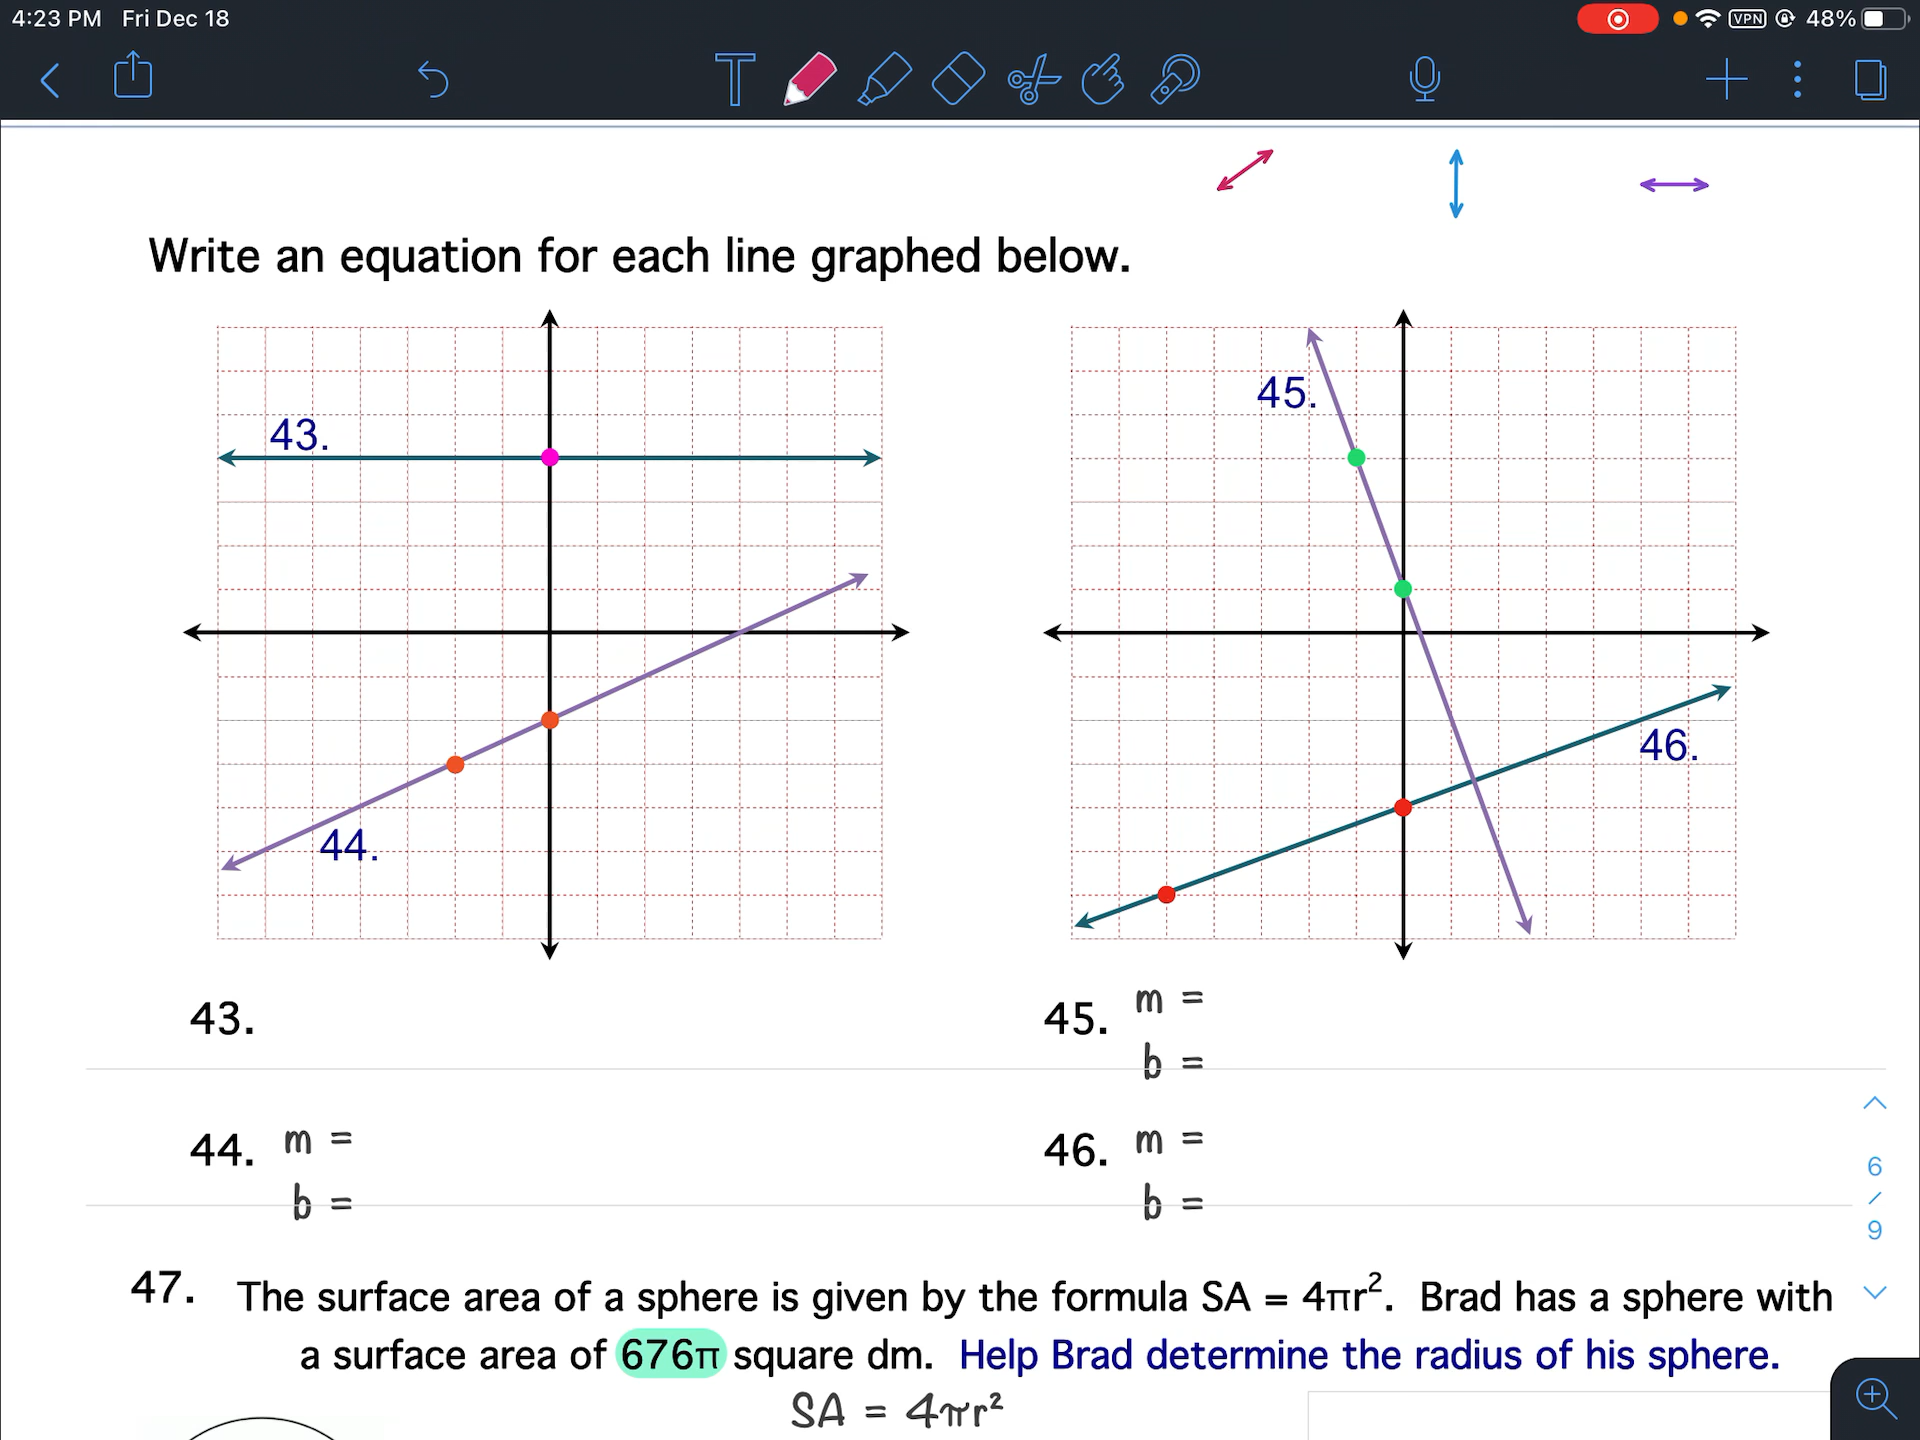 4:23 PM Fri Dec 18
VPN 48%
Write an equation for each line graphed below.
43.
44.
45.
46.
43.
45. m =
b =
44. m =
b =
46. m =
b =
6
/
9
47. The surface area of a sphere is given by the formula SA = 4πr². Brad has a sphere with
a surface area of 676π square dm. Help Brad determine the radius of his sphere.
SA = 4πr²